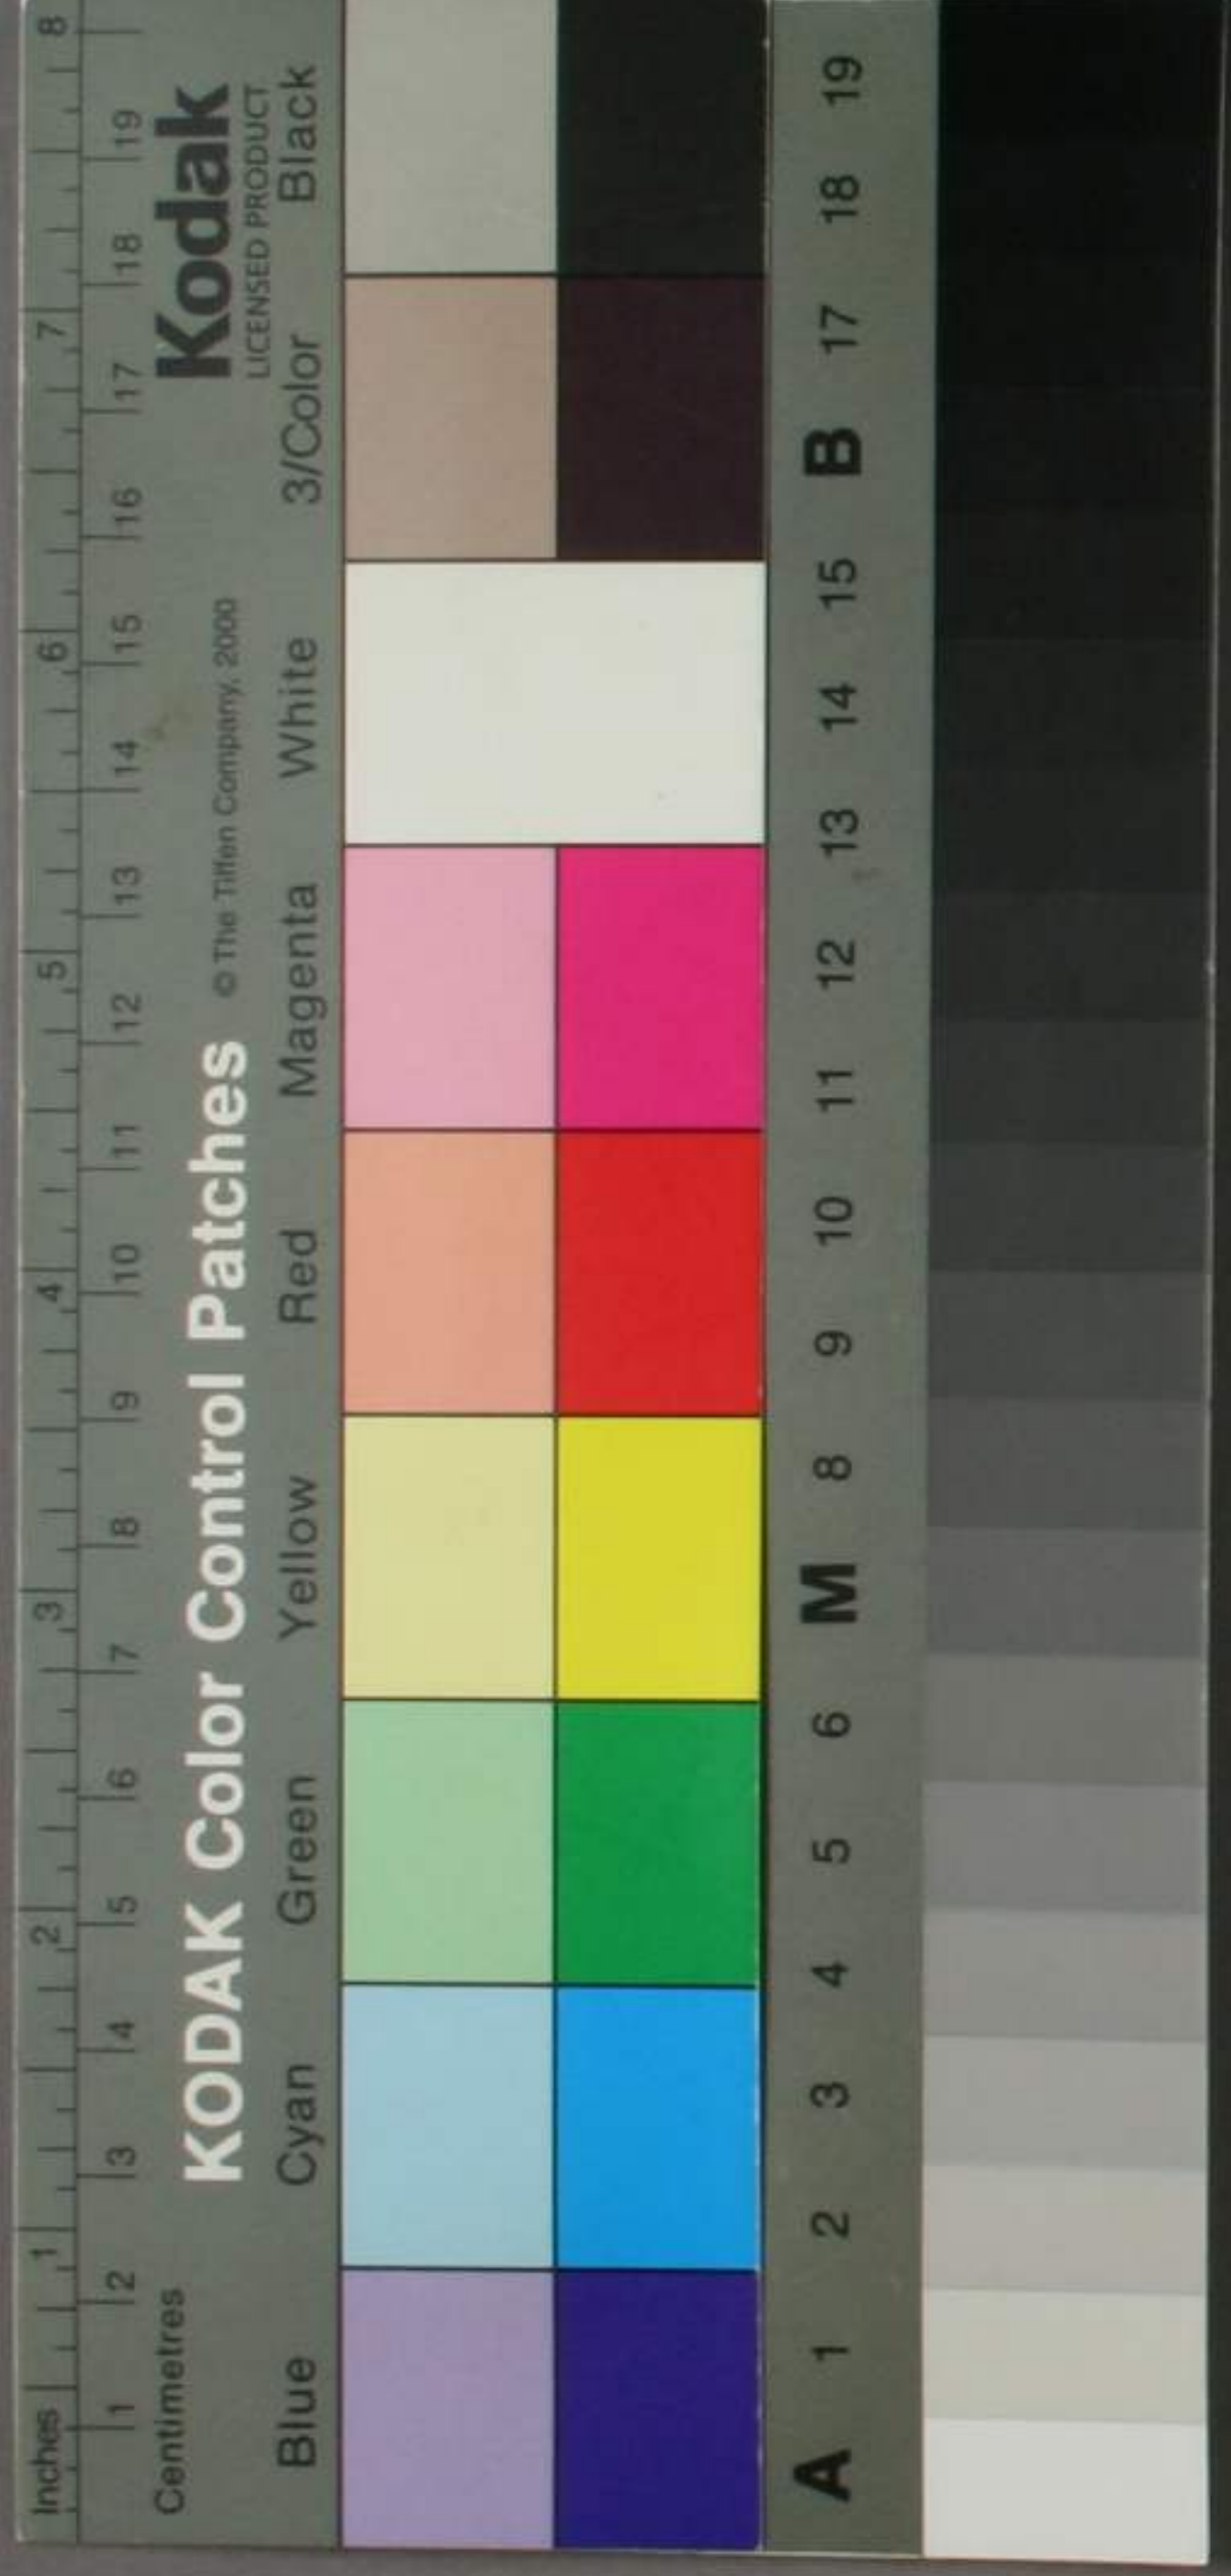 Inches 1 2 3 4 5 6 7 8
1 2 3 4 5 6 7 8 9 10 11 12 13 14 15 16 17 18 19
Centimetres
KODAK Color Control Patches © The Tiffen Company, 2000 Kodak
LICENSED PRODUCT
Blue Cyan Green Yellow Red Magenta White 3/Color Black
A 1 2 3 4 5 6 M 8 9 10 11 12 13 14 15 B 17 18 19